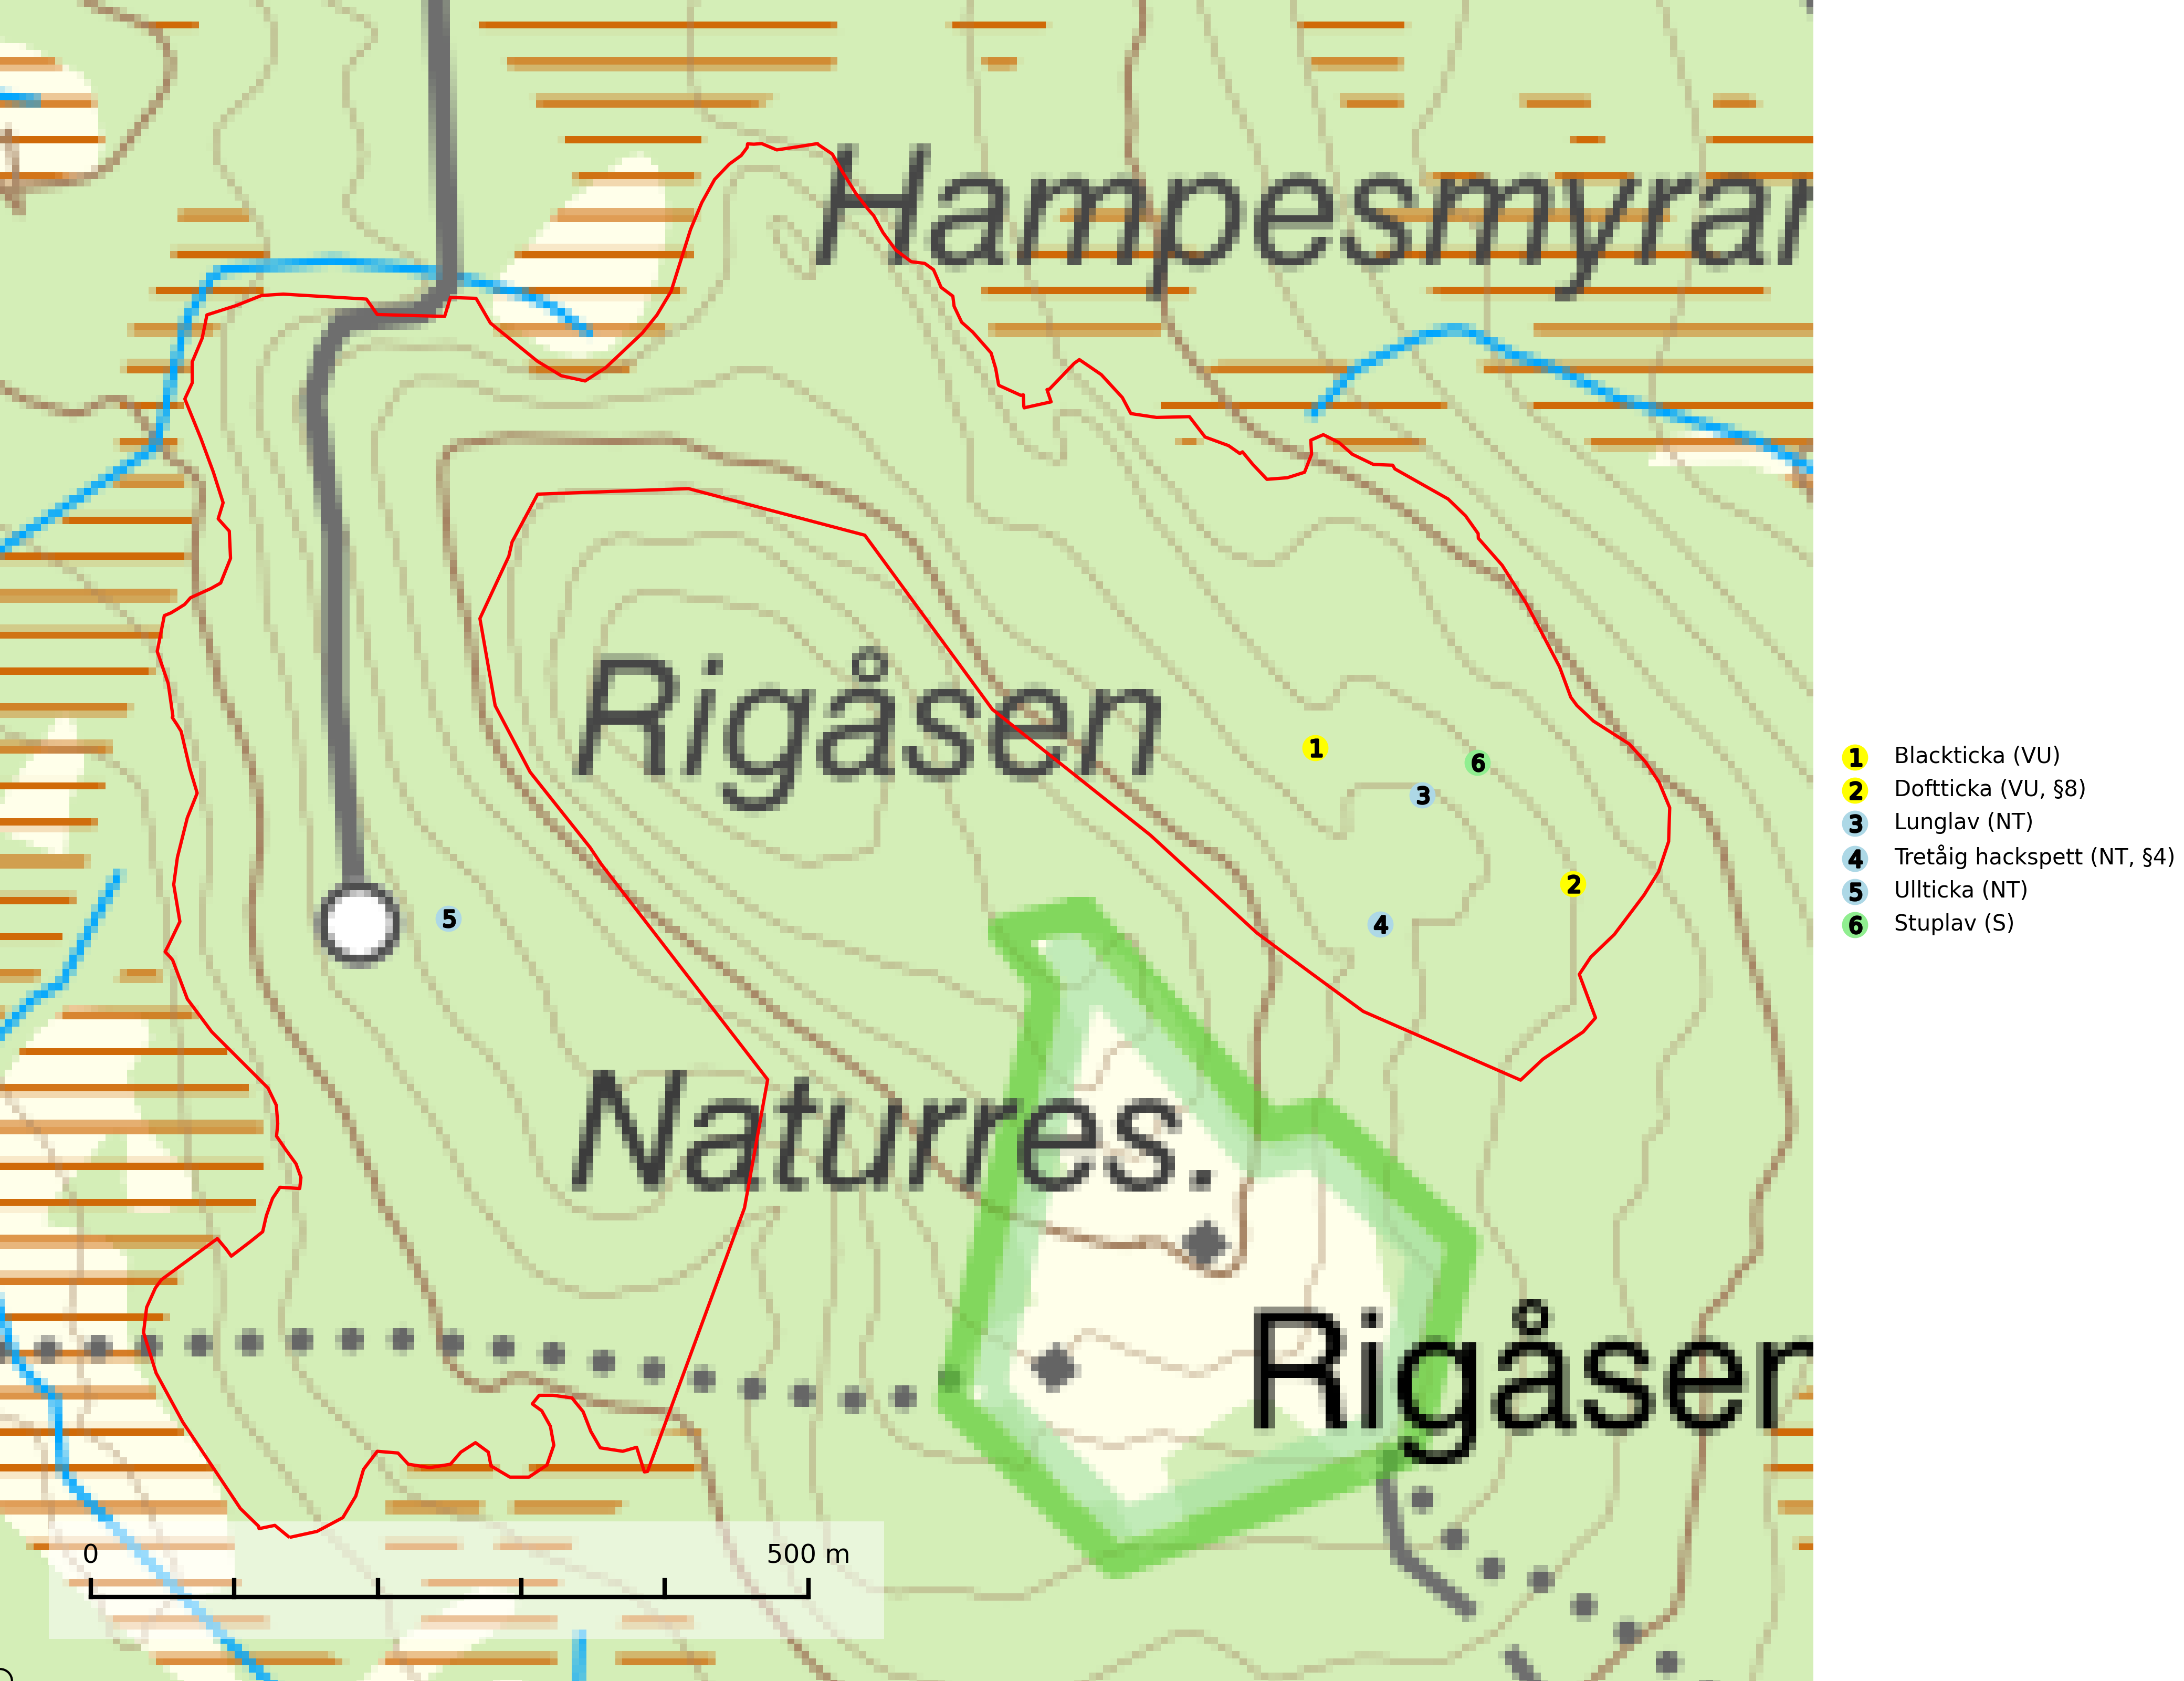 Hampesmyrar
Rigåsen
1
6
3
2
4
5
Naturres.
Rigåsen
0 500 m
1 Blackticka (VU)
2 Doftticka (VU, §8)
3 Lunglav (NT)
4 Tretåig hackspett (NT, §4)
5 Ullticka (NT)
6 Stuplav (S)